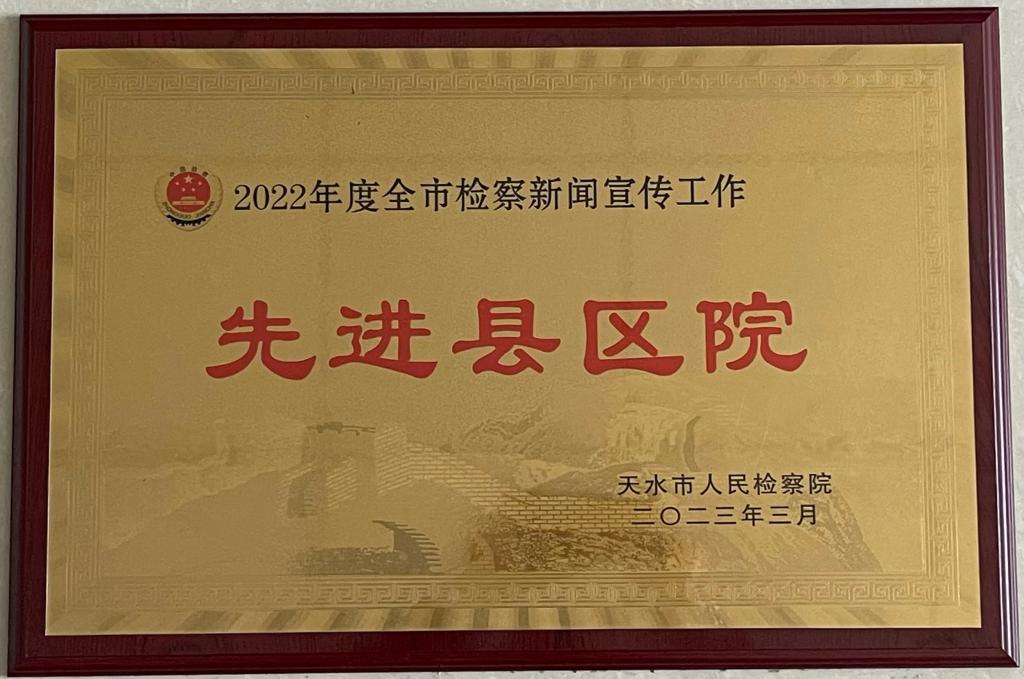 2022年度全市检察新闻宣传工作
先进县区院
天水市人民检察院
二〇二三年三月